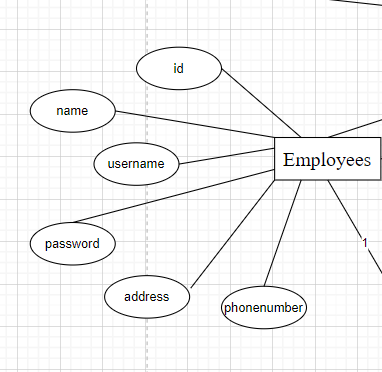 id
name
username
Employees
password
1
address
phonenumber